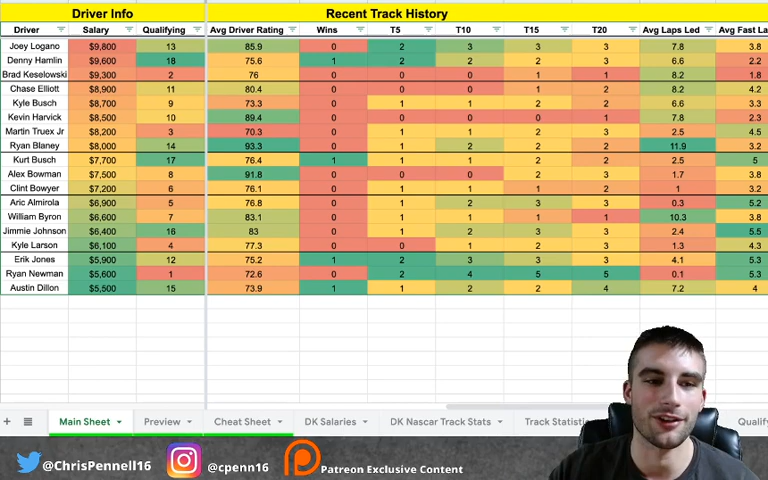 Driver Info Recent Track History
Driver Salary Qualifying Avg Driver Rating Wins T5 T10 T15 T20 Avg Laps Led Avg Fast La
Joey Logano $9,800 13 85.9 0 2 3 3 3 7.8 3.8
Denny Hamlin $9,600 18 75.6 1 2 2 2 3 6.6 2.2
Brad Keselowski $9,300 2 76 0 0 0 1 1 8.2 1.8
Chase Elliott $8,900 11 80.4 0 0 0 1 2 8.2 4.2
Kyle Busch $8,700 9 73.3 0 1 1 2 2 6.6 3.3
Kevin Harvick $8,500 10 89.4 0 0 0 0 1 7.8 2.3
Martin Truex Jr $8,200 3 70.3 0 1 1 2 2 2.5 4.5
Ryan Blaney $8,000 14 93.3 0 1 1 2 2 11.9 3.2
Kurt Busch $7,700 17 76.4 1 1 2 2 2 2.5 5
Alex Bowman $7,500 8 91.8 0 0 0 2 3 1.7 3.8
Clint Bowyer $7,200 6 76.1 0 1 1 1 2 1 3.2
Aric Almirola $6,900 5 76.8 0 1 2 3 3 0.3 5.2
William Byron $6,600 7 83.1 0 1 1 1 1 10.3 3.8
Jimmie Johnson $6,400 16 83 0 1 2 3 3 2.4 5.5
Kyle Larson $6,100 4 77.3 0 0 1 2 3 1.3 4.3
Erik Jones $5,900 12 75.2 1 2 3 3 3 4.1 5.3
Ryan Newman $5,600 1 72.6 0 2 4 5 5 0.1 5.3
Austin Dillon $5,500 15 73.9 1 1 2 2 4 7.2 4
Main Sheet Preview Cheat Sheet DK Salaries DK Nascar Track Stats Track Statisti Qualify
@ChrisPennell16 @cpenn16 Patreon Exclusive Content